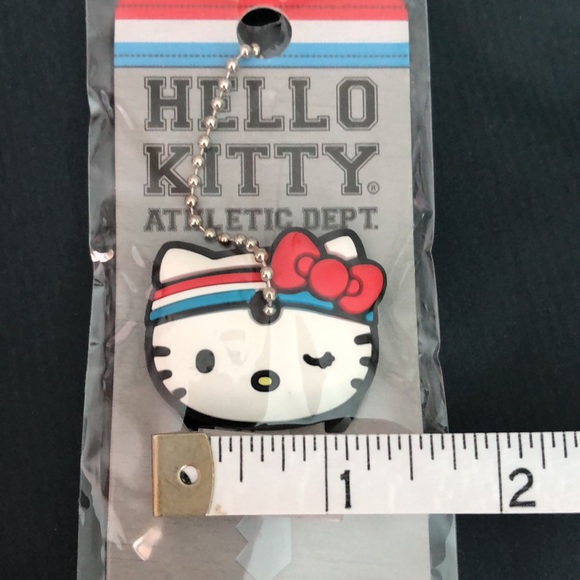 HELLO
KITTY®
ATHLETIC DEPT.
1 2